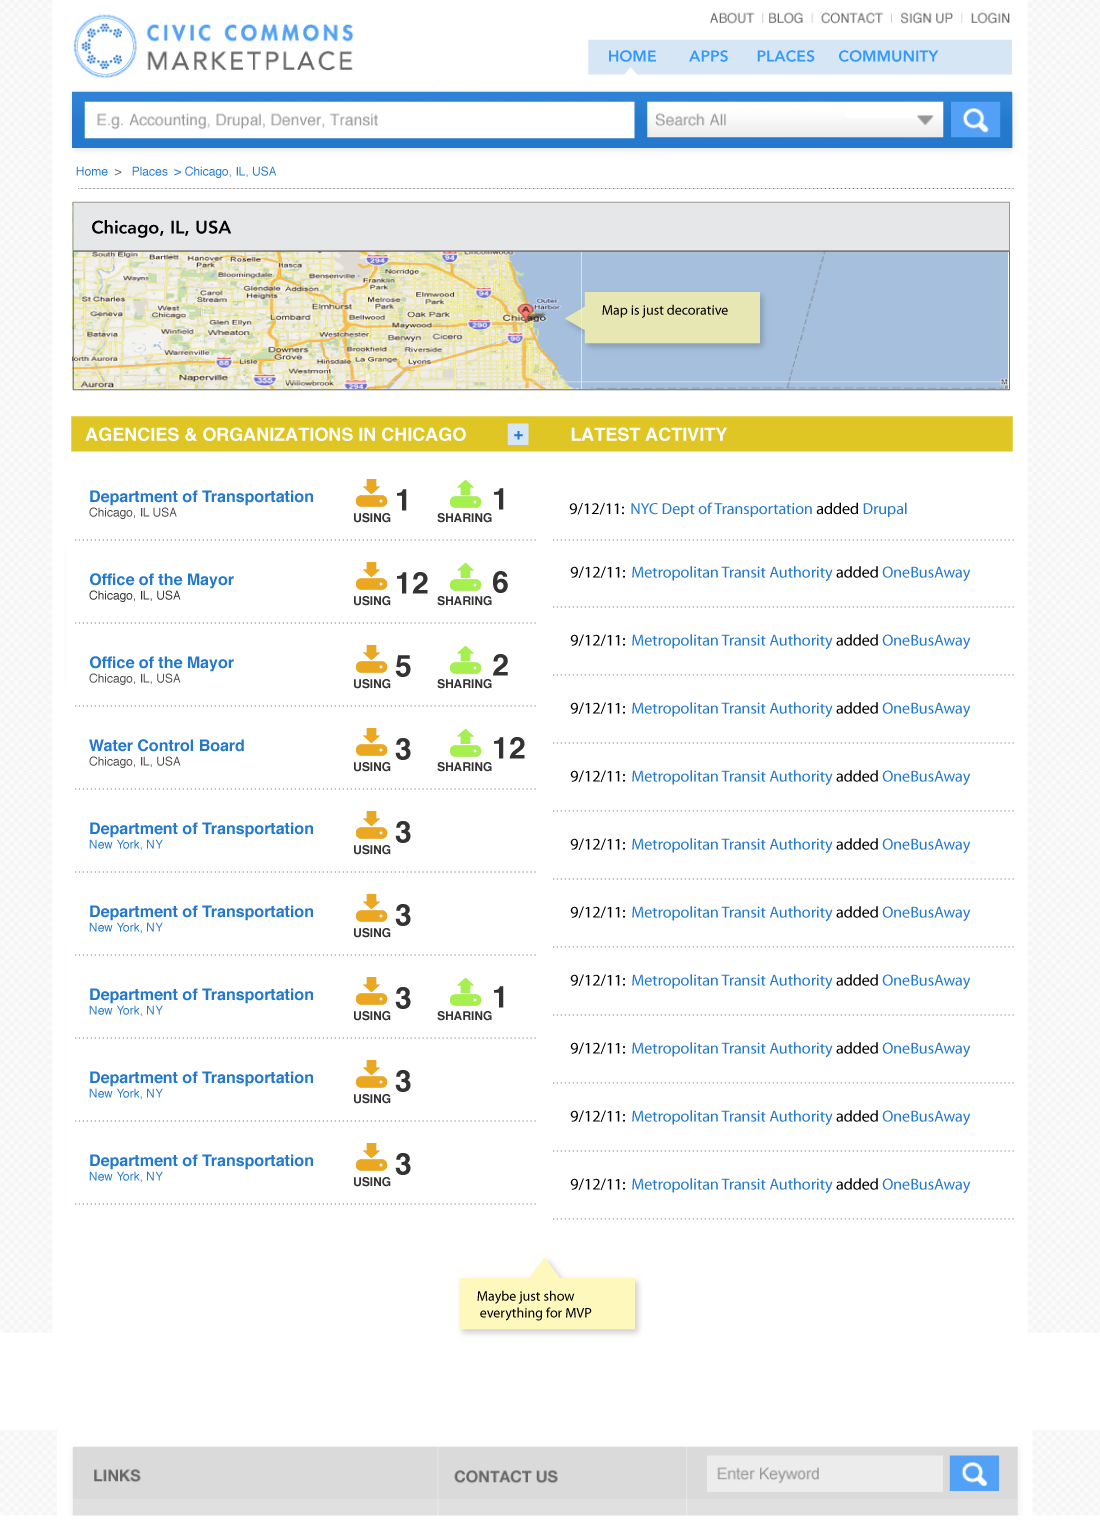 CIVIC COMMONS
MARKETPLACE
ABOUT | BLOG | CONTACT | SIGN UP | LOGIN
HOME APPS PLACES COMMUNITY
E.g. Accounting, Drupal, Denver, Transit
Search All
Home > Places > Chicago, IL, USA
Chicago, IL, USA
South Elgin Bartlett Hanover Park Roselle Itasca 294 94 Lincolnwood
Wayne Bloomingdale Bensenville Norridge
Franklin Park
St Charles Carol Stream Glendale Heights Addison Elmhurst Melrose Park Elmwood Park 94 Outer Harbor
Geneva West Chicago Glen Ellyn Lombard Bellwood Oak Park A Chicago
Batavia Winfield Wheaton Westchester Maywood Berwyn Cicero 290 90
North Aurora Warrenville 88 Lisle Downers Grove Hinsdale Brookfield La Grange Riverside Lyons
Aurora Naperville 355 Westmont Willowbrook 294
Map is just decorative
AGENCIES & ORGANIZATIONS IN CHICAGO +
Department of Transportation
Chicago, IL USA
USING 1 SHARING 1
Office of the Mayor
Chicago, IL, USA
USING 12 SHARING 6
Office of the Mayor
Chicago, IL, USA
USING 5 SHARING 2
Water Control Board
Chicago, IL, USA
USING 3 SHARING 12
Department of Transportation
New York, NY
USING 3
Department of Transportation
New York, NY
USING 3
Department of Transportation
New York, NY
USING 3 SHARING 1
Department of Transportation
New York, NY
USING 3
Department of Transportation
New York, NY
USING 3
LATEST ACTIVITY
9/12/11: NYC Dept of Transportation added Drupal
9/12/11: Metropolitan Transit Authority added OneBusAway
9/12/11: Metropolitan Transit Authority added OneBusAway
9/12/11: Metropolitan Transit Authority added OneBusAway
9/12/11: Metropolitan Transit Authority added OneBusAway
9/12/11: Metropolitan Transit Authority added OneBusAway
9/12/11: Metropolitan Transit Authority added OneBusAway
9/12/11: Metropolitan Transit Authority added OneBusAway
9/12/11: Metropolitan Transit Authority added OneBusAway
9/12/11: Metropolitan Transit Authority added OneBusAway
9/12/11: Metropolitan Transit Authority added OneBusAway
Maybe just show
everything for MVP
LINKS
CONTACT US
Enter Keyword